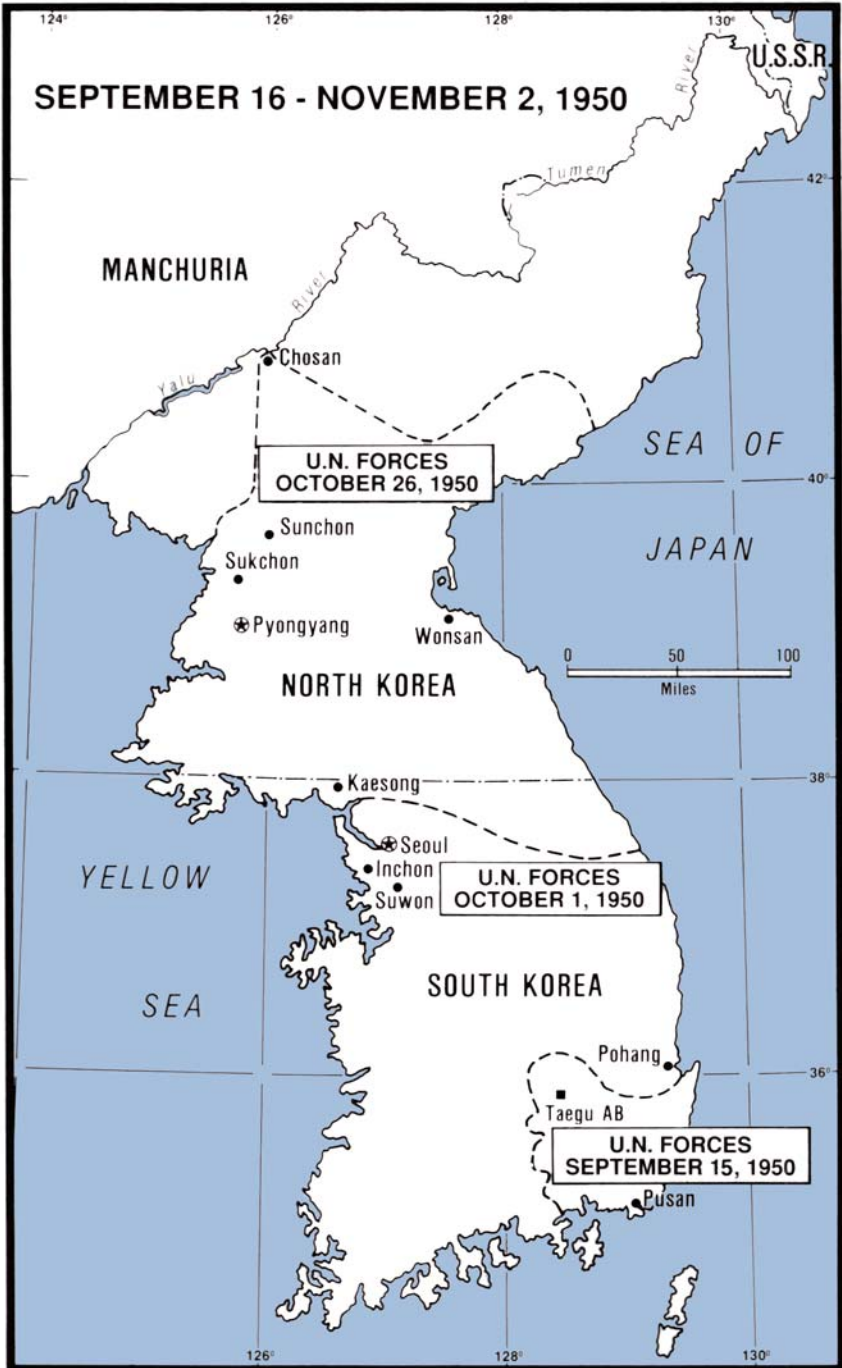 124°
126°
128°
130°
U.S.S.R.
SEPTEMBER 16 - NOVEMBER 2, 1950
River
Tumen
42°
MANCHURIA
River
Yalu
Chosan
U.N. FORCES
OCTOBER 26, 1950
SEA OF
JAPAN
40°
Sunchon
Sukchon
Pyongyang
Wonsan
0 50 100
Miles
NORTH KOREA
38°
Kaesong
Seoul
Inchon
Suwon
U.N. FORCES
OCTOBER 1, 1950
YELLOW
SEA
SOUTH KOREA
Pohang
36°
Taegu AB
U.N. FORCES
SEPTEMBER 15, 1950
Pusan
126°
128°
130°